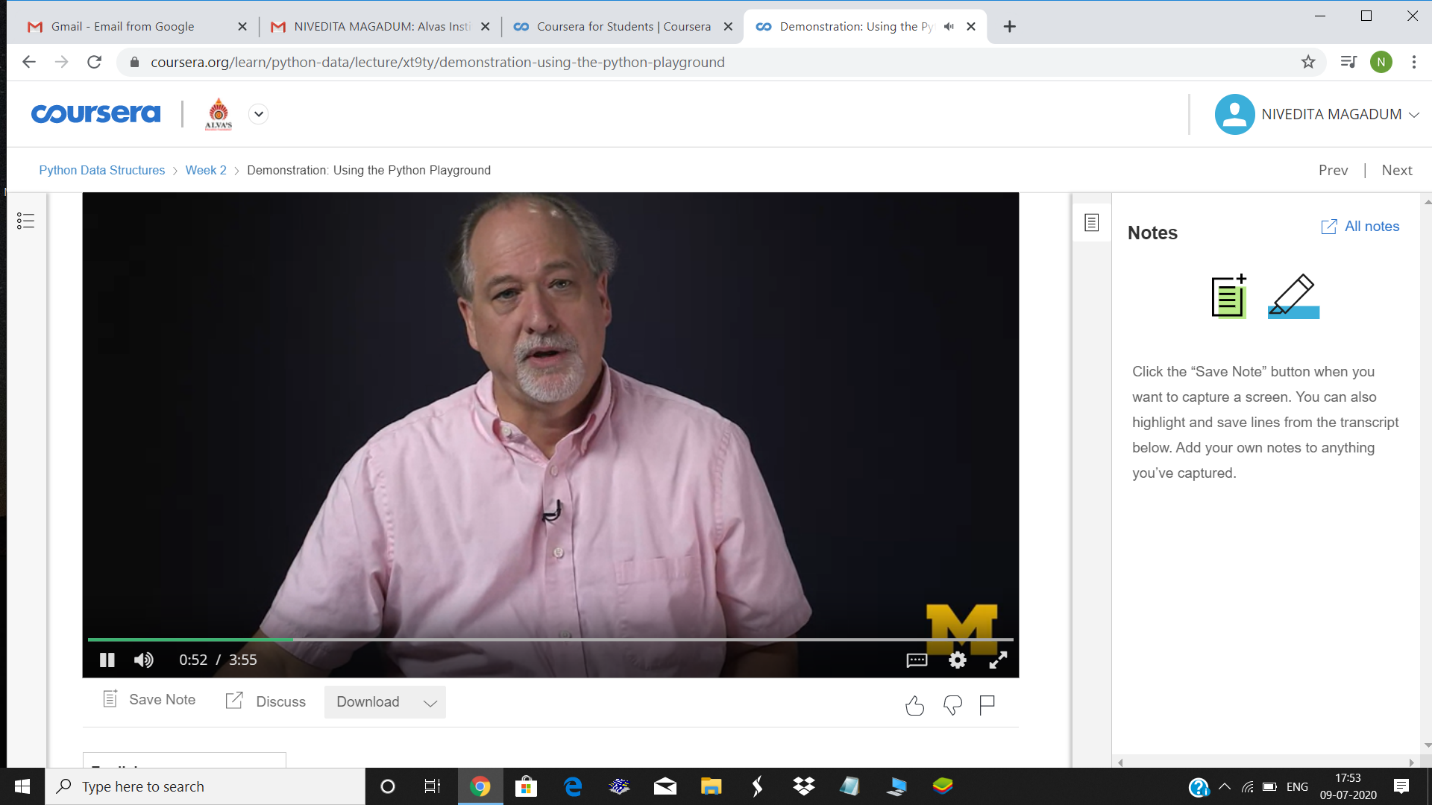 Gmail - Email from Google
NIVEDITA MAGADUM: Alvas Insti
Coursera for Students | Coursera
Demonstration: Using the Py
coursera.org/learn/python-data/lecture/xt9ty/demonstration-using-the-python-playground
N
coursera
ALVA'S
NIVEDITA MAGADUM
Python Data Structures > Week 2 > Demonstration: Using the Python Playground
Prev | Next
Notes
All notes
Click the “Save Note” button when you
want to capture a screen. You can also
highlight and save lines from the transcript
below. Add your own notes to anything
you’ve captured.
M
0:52 / 3:55
Save Note
Discuss
Download
Type here to search
ENG
17:53
09-07-2020